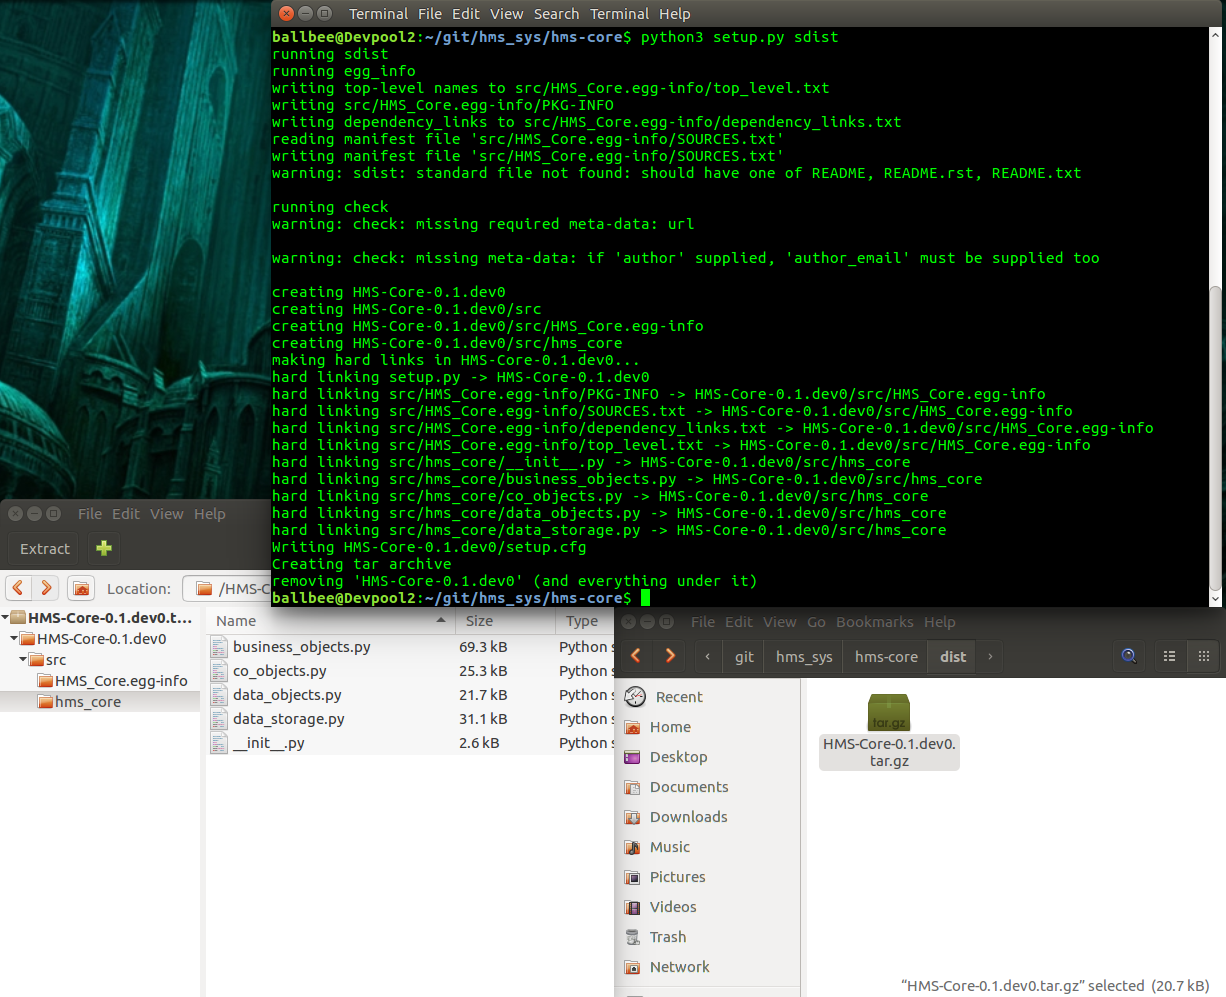 Terminal File Edit View Search Terminal Help
ballbee@Devpool2:~/git/hms_sys/hms-core$ python3 setup.py sdist
running sdist
running egg_info
writing top-level names to src/HMS_Core.egg-info/top_level.txt
writing src/HMS_Core.egg-info/PKG-INFO
writing dependency_links to src/HMS_Core.egg-info/dependency_links.txt
reading manifest file 'src/HMS_Core.egg-info/SOURCES.txt'
writing manifest file 'src/HMS_Core.egg-info/SOURCES.txt'
warning: sdist: standard file not found: should have one of README, README.rst, README.txt
running check
warning: check: missing required meta-data: url
warning: check: missing meta-data: if 'author' supplied, 'author_email' must be supplied too
creating HMS-Core-0.1.dev0
creating HMS-Core-0.1.dev0/src
creating HMS-Core-0.1.dev0/src/HMS_Core.egg-info
creating HMS-Core-0.1.dev0/src/hms_core
making hard links in HMS-Core-0.1.dev0...
hard linking setup.py -> HMS-Core-0.1.dev0
hard linking src/HMS_Core.egg-info/PKG-INFO -> HMS-Core-0.1.dev0/src/HMS_Core.egg-info
hard linking src/HMS_Core.egg-info/SOURCES.txt -> HMS-Core-0.1.dev0/src/HMS_Core.egg-info
hard linking src/HMS_Core.egg-info/dependency_links.txt -> HMS-Core-0.1.dev0/src/HMS_Core.egg-info
hard linking src/HMS_Core.egg-info/top_level.txt -> HMS-Core-0.1.dev0/src/HMS_Core.egg-info
hard linking src/hms_core/__init__.py -> HMS-Core-0.1.dev0/src/hms_core
hard linking src/hms_core/business_objects.py -> HMS-Core-0.1.dev0/src/hms_core
hard linking src/hms_core/co_objects.py -> HMS-Core-0.1.dev0/src/hms_core
hard linking src/hms_core/data_objects.py -> HMS-Core-0.1.dev0/src/hms_core
hard linking src/hms_core/data_storage.py -> HMS-Core-0.1.dev0/src/hms_core
Writing HMS-Core-0.1.dev0/setup.cfg
Creating tar archive
removing 'HMS-Core-0.1.dev0' (and everything under it)
ballbee@Devpool2:~/git/hms_sys/hms-core$
File Edit View Help
Extract
Location: /HMS-C
HMS-Core-0.1.dev0.t...
HMS-Core-0.1.dev0
src
HMS_Core.egg-info
hms_core
Name Size Type
business_objects.py 69.3 kB Python s
co_objects.py 25.3 kB Python s
data_objects.py 21.7 kB Python s
data_storage.py 31.1 kB Python s
__init__.py 2.6 kB Python s
File Edit View Go Bookmarks Help
git hms_sys hms-core dist
Recent
Home
Desktop
Documents
Downloads
Music
Pictures
Videos
Trash
Network
tar.gz
HMS-Core-0.1.dev0.
tar.gz
“HMS-Core-0.1.dev0.tar.gz” selected (20.7 kB)